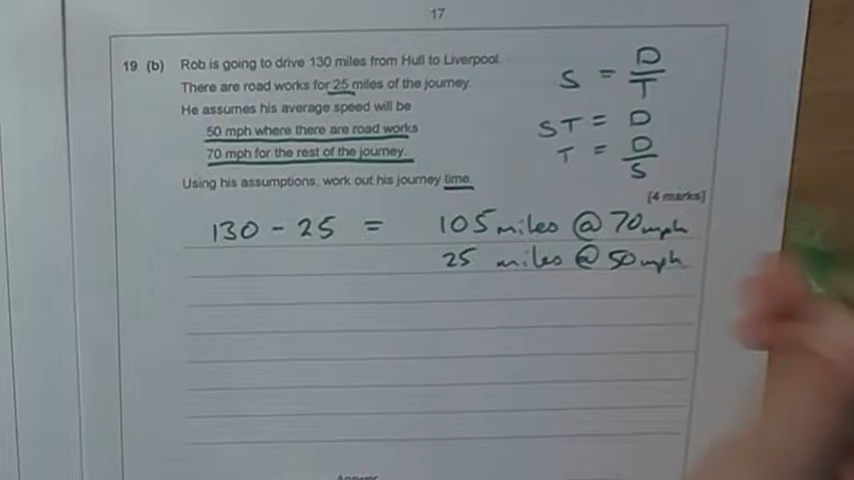 17
19 (b) Rob is going to drive 130 miles from Hull to Liverpool.
There are road works for 25 miles of the journey.
He assumes his average speed will be
50 mph where there are road works
70 mph for the rest of the journey.
Using his assumptions, work out his journey time.
[4 marks]
S = D/T
ST = D
T = D/S
130 - 25 = 105 miles @ 70mph
25 miles @ 50mph
Answer